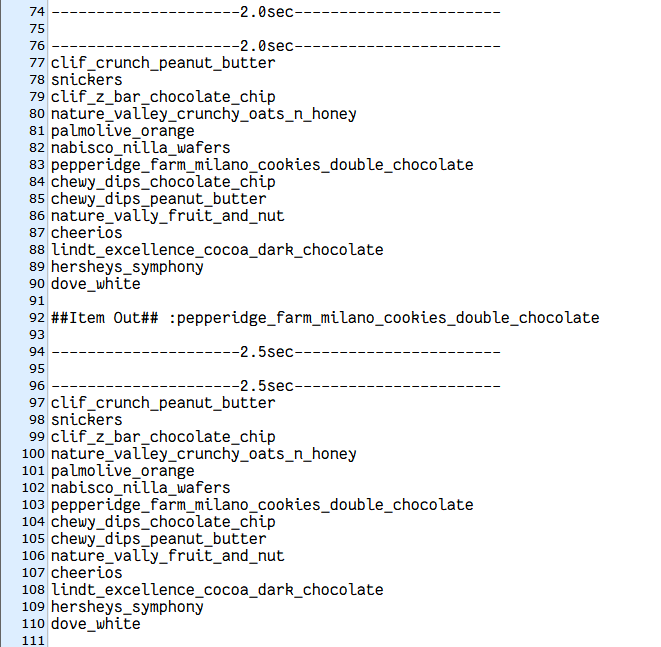 74 ---------------------2.0sec-----------------------
75
76 ---------------------2.0sec-----------------------
77 clif_crunch_peanut_butter
78 snickers
79 clif_z_bar_chocolate_chip
80 nature_valley_crunchy_oats_n_honey
81 palmolive_orange
82 nabisco_nilla_wafers
83 pepperidge_farm_milano_cookies_double_chocolate
84 chewy_dips_chocolate_chip
85 chewy_dips_peanut_butter
86 nature_vally_fruit_and_nut
87 cheerios
88 lindt_excellence_cocoa_dark_chocolate
89 hersheys_symphony
90 dove_white
91
92 ##Item Out## :pepperidge_farm_milano_cookies_double_chocolate
93
94 ---------------------2.5sec-----------------------
95
96 ---------------------2.5sec-----------------------
97 clif_crunch_peanut_butter
98 snickers
99 clif_z_bar_chocolate_chip
100 nature_valley_crunchy_oats_n_honey
101 palmolive_orange
102 nabisco_nilla_wafers
103 pepperidge_farm_milano_cookies_double_chocolate
104 chewy_dips_chocolate_chip
105 chewy_dips_peanut_butter
106 nature_vally_fruit_and_nut
107 cheerios
108 lindt_excellence_cocoa_dark_chocolate
109 hersheys_symphony
110 dove_white
111